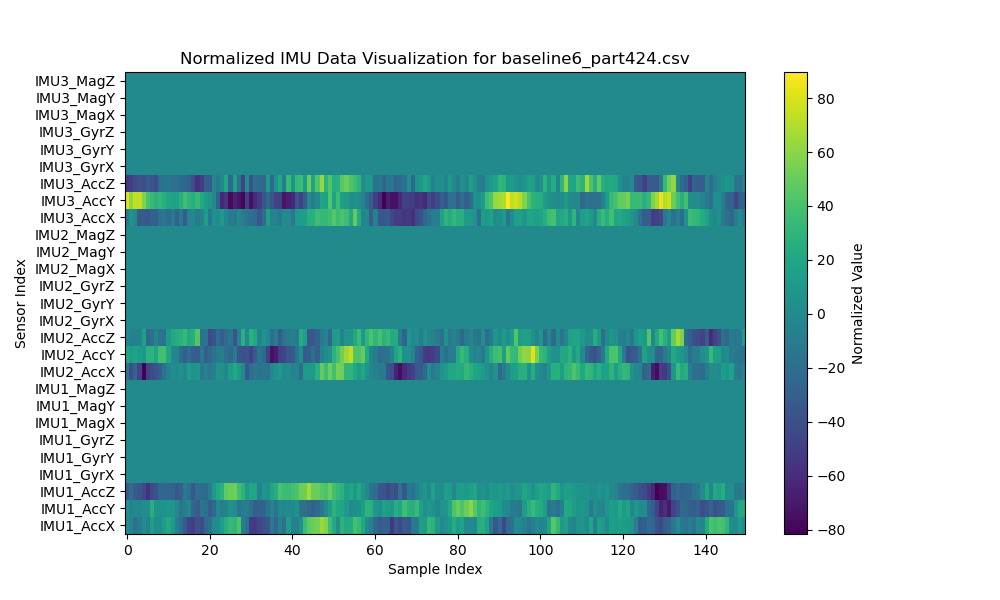 Normalized IMU Data Visualization for baseline6_part424.csv
IMU3_MagZ
IMU3_MagY
IMU3_MagX
IMU3_GyrZ
IMU3_GyrY
IMU3_GyrX
IMU3_AccZ
IMU3_AccY
IMU3_AccX
IMU2_MagZ
IMU2_MagY
IMU2_MagX
IMU2_GyrZ
IMU2_GyrY
IMU2_GyrX
IMU2_AccZ
IMU2_AccY
IMU2_AccX
IMU1_MagZ
IMU1_MagY
IMU1_MagX
IMU1_GyrZ
IMU1_GyrY
IMU1_GyrX
IMU1_AccZ
IMU1_AccY
IMU1_AccX
Sensor Index
0 20 40 60 80 100 120 140
Sample Index
80
60
40
20
0
−20
−40
−60
−80
Normalized Value